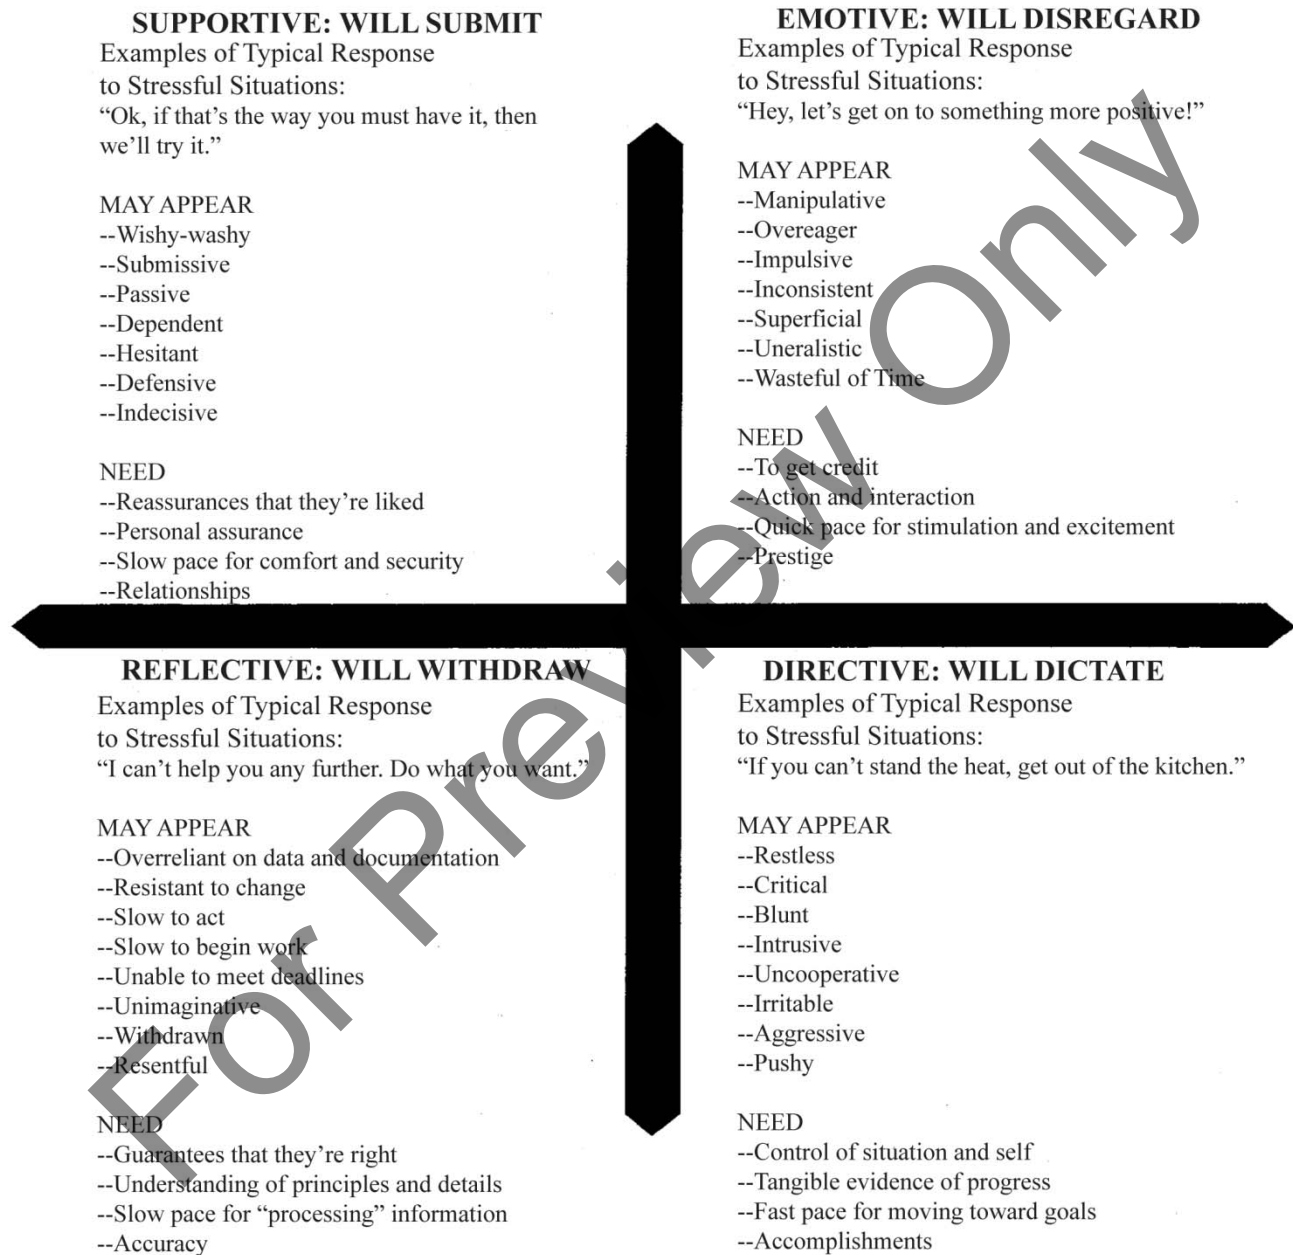 SUPPORTIVE: WILL SUBMIT
Examples of Typical Response
to Stressful Situations:
“Ok, if that’s the way you must have it, then
we’ll try it.”
MAY APPEAR
--Wishy-washy
--Submissive
--Passive
--Dependent
--Hesitant
--Defensive
--Indecisive
NEED
--Reassurances that they’re liked
--Personal assurance
--Slow pace for comfort and security
--Relationships
EMOTIVE: WILL DISREGARD
Examples of Typical Response
to Stressful Situations:
“Hey, let’s get on to something more positive!”
MAY APPEAR
--Manipulative
--Overeager
--Impulsive
--Inconsistent
--Superficial
--Uneralistic
--Wasteful of Time
NEED
--To get credit
--Action and interaction
--Quick pace for stimulation and excitement
--Prestige
REFLECTIVE: WILL WITHDRAW
Examples of Typical Response
to Stressful Situations:
“I can’t help you any further. Do what you want.”
MAY APPEAR
--Overreliant on data and documentation
--Resistant to change
--Slow to act
--Slow to begin work
--Unable to meet deadlines
--Unimaginative
--Withdrawn
--Resentful
NEED
--Guarantees that they’re right
--Understanding of principles and details
--Slow pace for “processing” information
--Accuracy
DIRECTIVE: WILL DICTATE
Examples of Typical Response
to Stressful Situations:
“If you can’t stand the heat, get out of the kitchen.”
MAY APPEAR
--Restless
--Critical
--Blunt
--Intrusive
--Uncooperative
--Irritable
--Aggressive
--Pushy
NEED
--Control of situation and self
--Tangible evidence of progress
--Fast pace for moving toward goals
--Accomplishments
For Preview Only